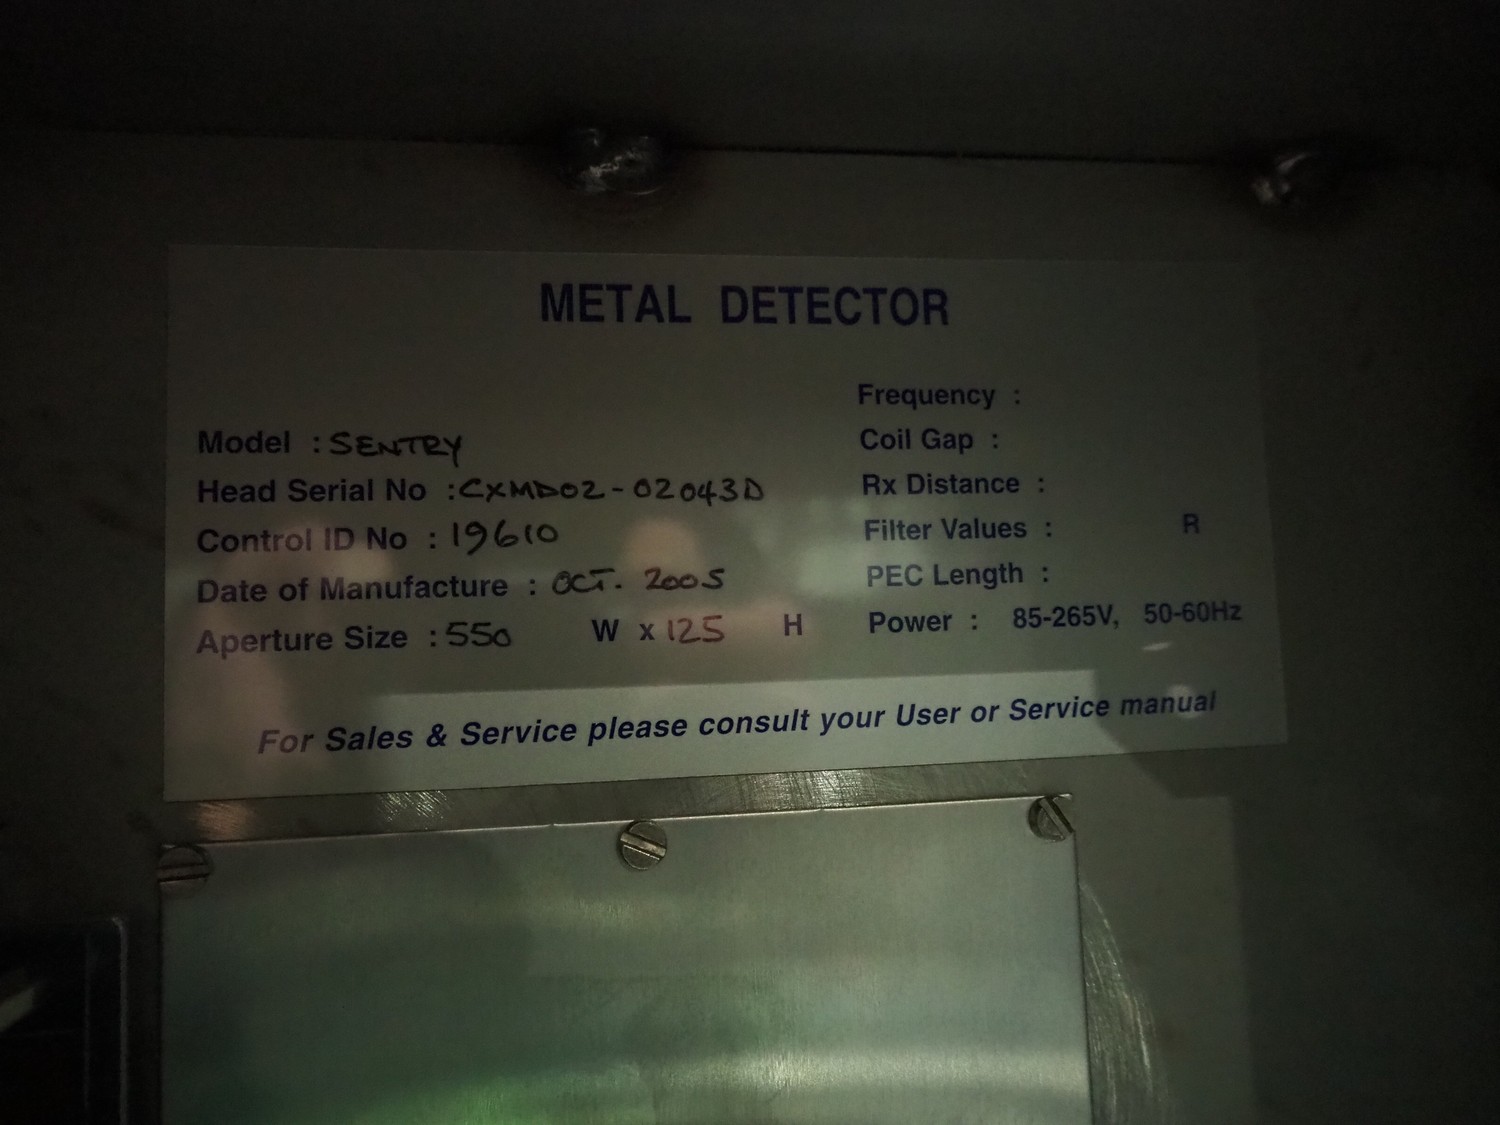 METAL DETECTOR
Model : SENTRY
Head Serial No : CXMD02-02043D
Control ID No : 19610
Date of Manufacture : OCT. 2005
Aperture Size : 550 W x 125 H
Frequency :
Coil Gap :
Rx Distance :
Filter Values : R
PEC Length :
Power : 85-265V, 50-60Hz
For Sales & Service please consult your User or Service manual